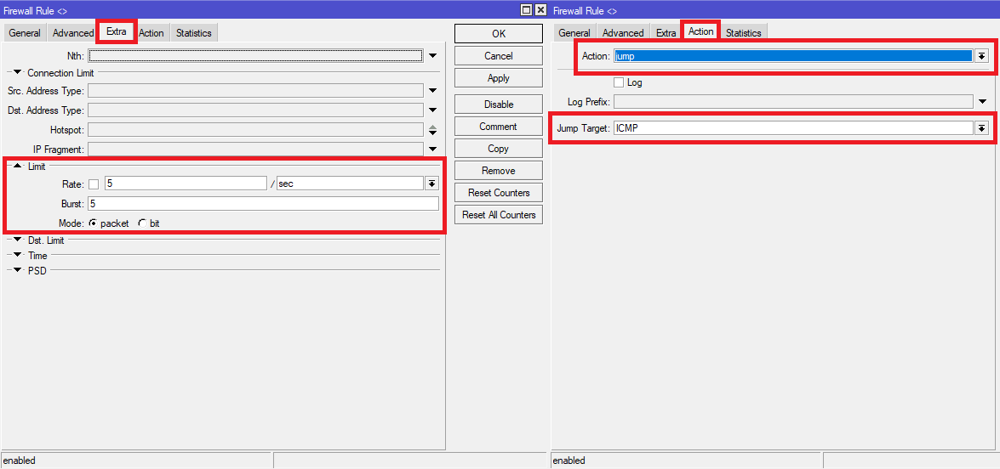 Firewall Rule <>
General Advanced Extra Action Statistics
Nth:
Connection Limit
Src. Address Type:
Dst. Address Type:
Hotspot:
IP Fragment:
Limit
Rate: 5 / sec
Burst: 5
Mode: packet bit
Dst. Limit
Time
PSD
OK
Cancel
Apply
Disable
Comment
Copy
Remove
Reset Counters
Reset All Counters
enabled
Firewall Rule <>
General Advanced Extra Action Statistics
Action: jump
Log
Log Prefix:
Jump Target: ICMP
enabled